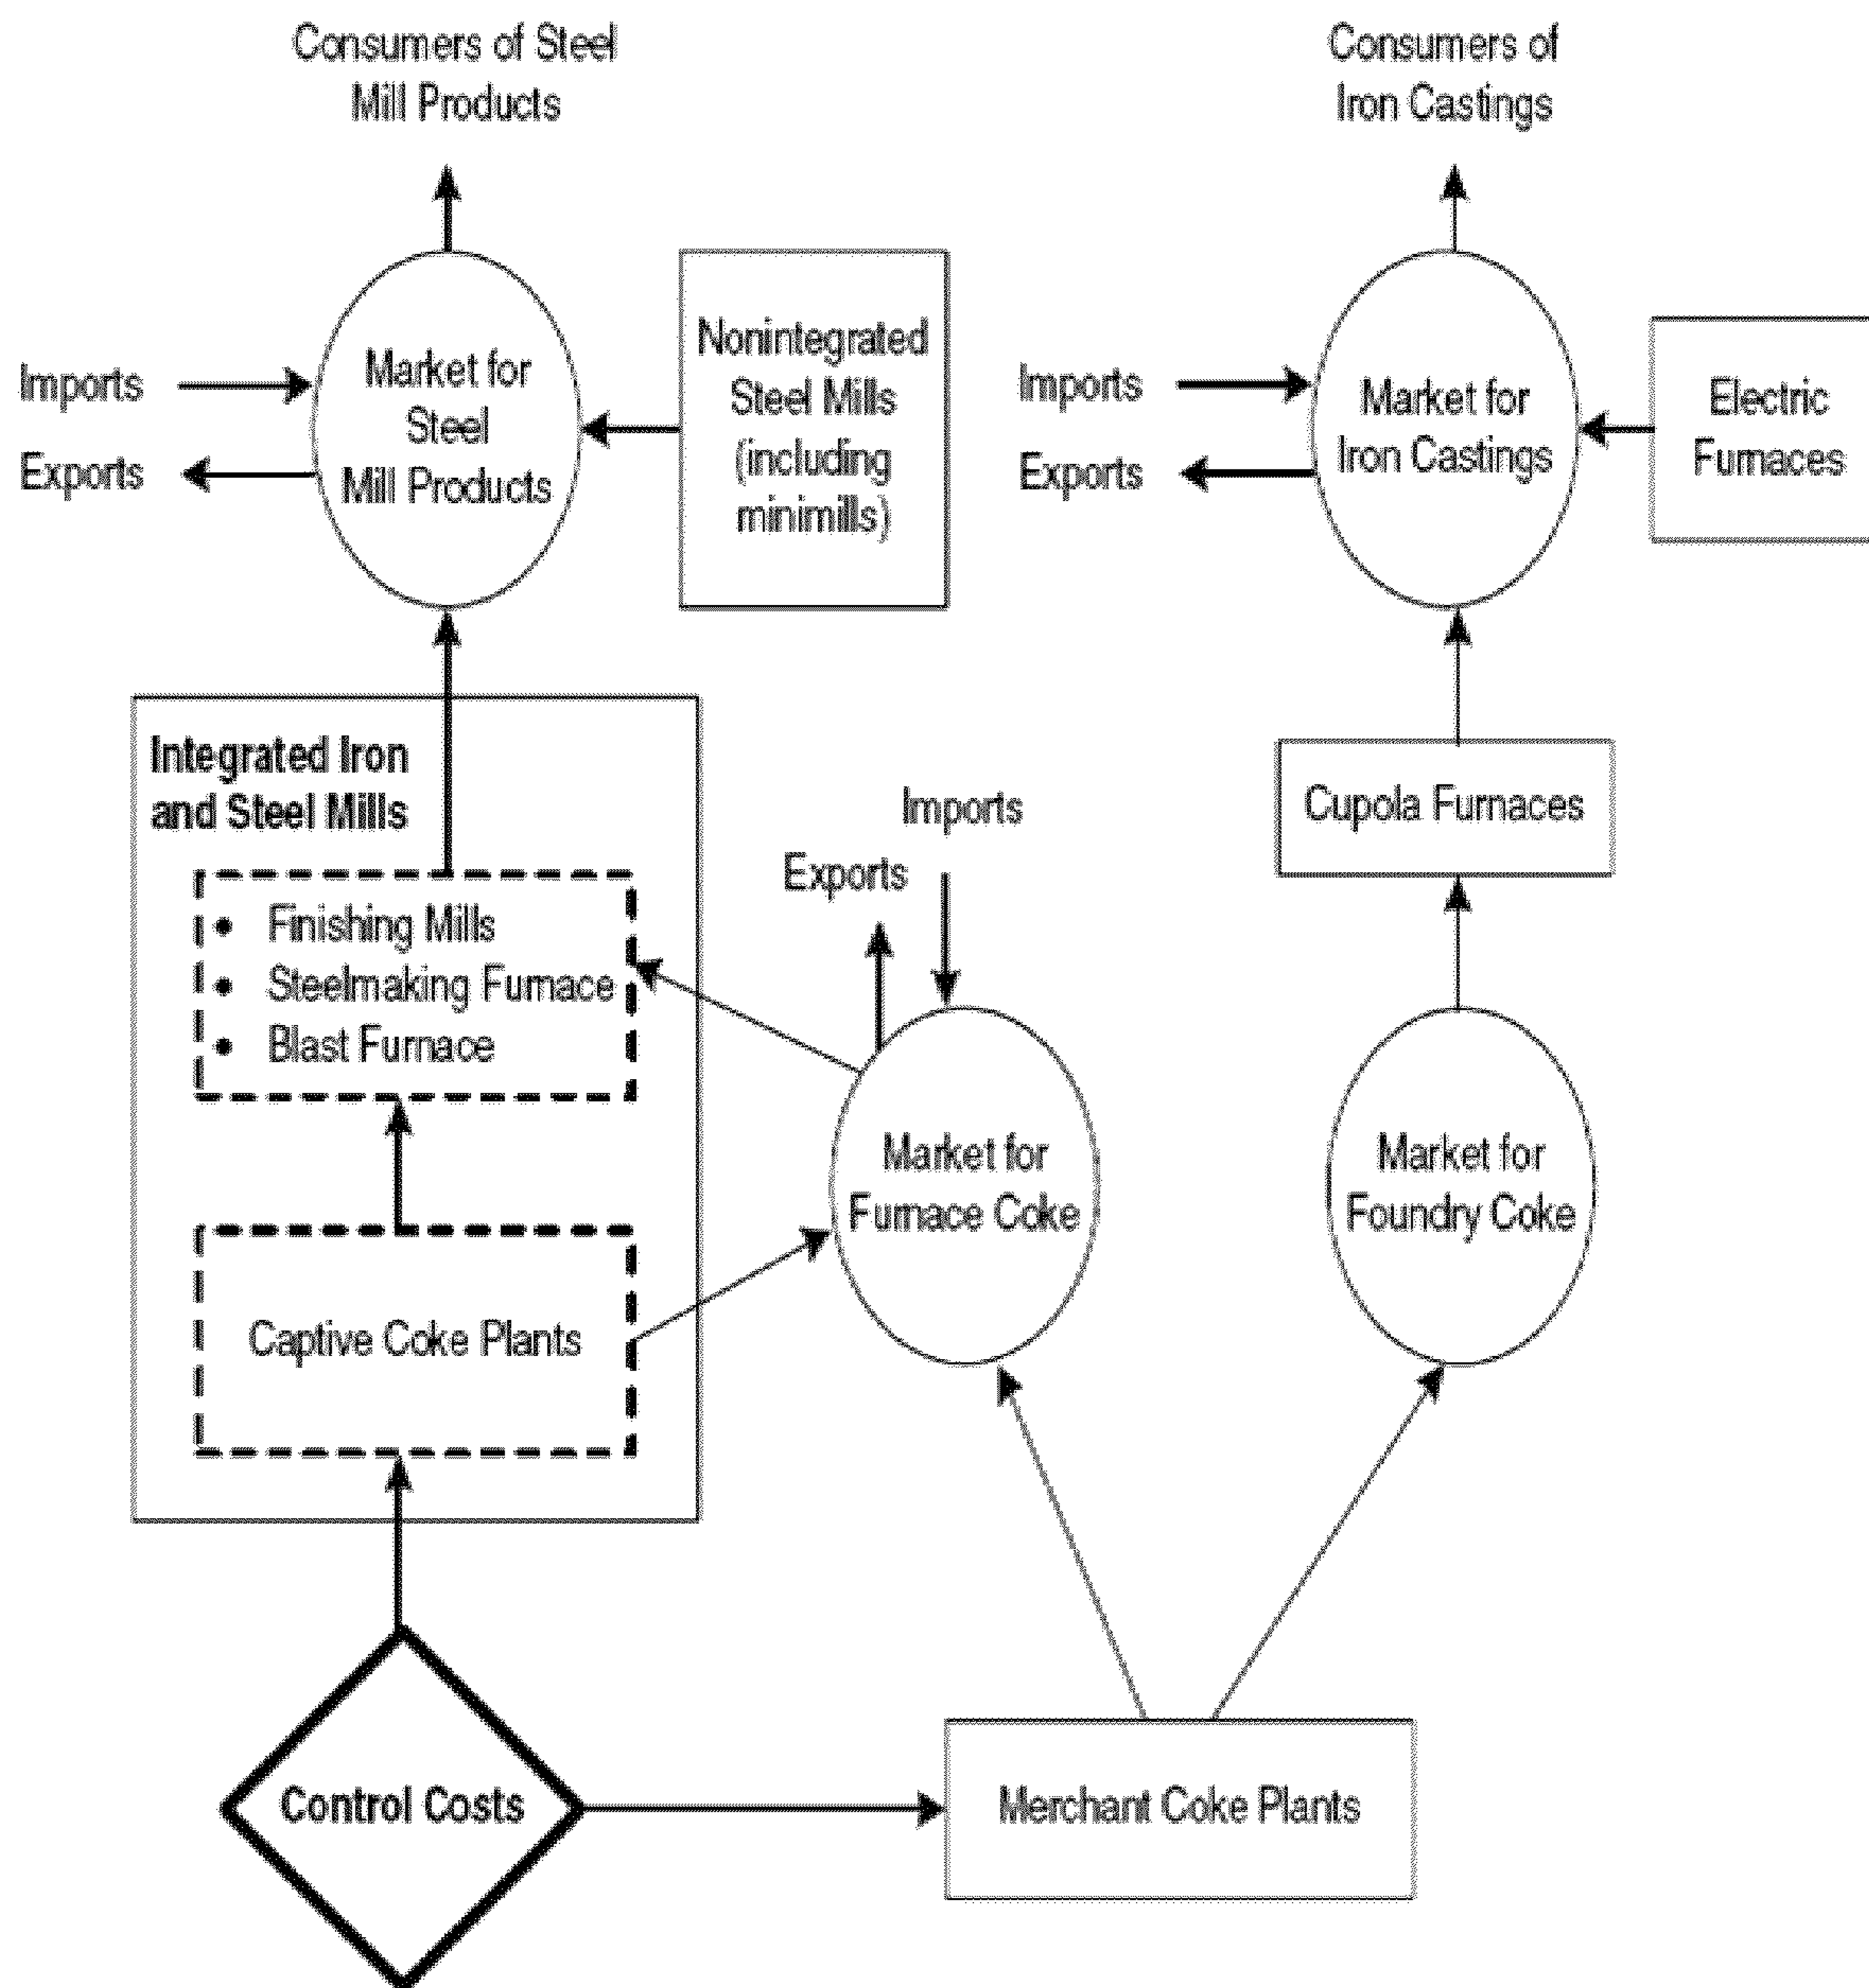 Consumers of Steel
Mill Products
Consumers of
Iron Castings
Imports
Exports
Market for
Steel
Mill Products
Nonintegrated
Steel Mills
(including
minimills)
Imports
Exports
Market for
Iron Castings
Electric
Furnaces
Integrated Iron
and Steel Mills
• Finishing Mills
• Steelmaking Furnace
• Blast Furnace
Imports
Exports
Cupola Furnaces
Market for
Furnace Coke
Market for
Foundry Coke
Captive Coke Plants
Control Costs
Merchant Coke Plants